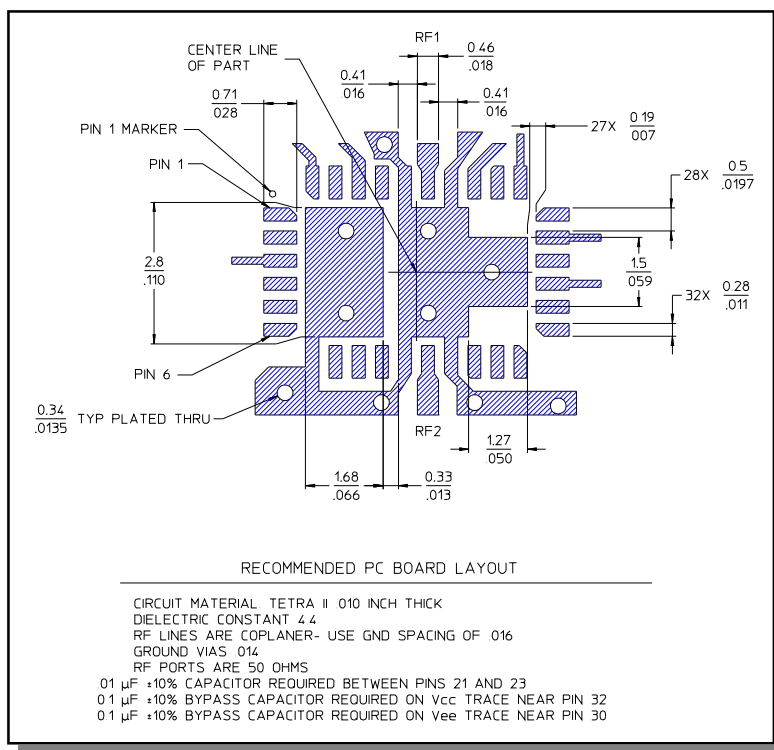 RF1
CENTER LINE
OF PART
0.46
.018
0.41
.016
0.41
.016
0.71
.028
27X 0.19
.007
PIN 1 MARKER
PIN 1
28X 0.5
.0197
2.8
.110
1.5
.059
32X 0.28
.011
PIN 6
0.34
.0135
TYP PLATED THRU
RF2
1.27
.050
1.68
.066
0.33
.013
RECOMMENDED PC BOARD LAYOUT
CIRCUIT MATERIAL. TETRA II .010 INCH THICK
DIELECTRIC CONSTANT 4.4
RF LINES ARE COPLANER- USE GND SPACING OF .016
GROUND VIAS .014
RF PORTS ARE 50 OHMS
.01 µF ±10% CAPACITOR REQUIRED BETWEEN PINS 21 AND 23
0.1 µF ±10% BYPASS CAPACITOR REQUIRED ON Vcc TRACE NEAR PIN 32
0.1 µF ±10% BYPASS CAPACITOR REQUIRED ON Vee TRACE NEAR PIN 30